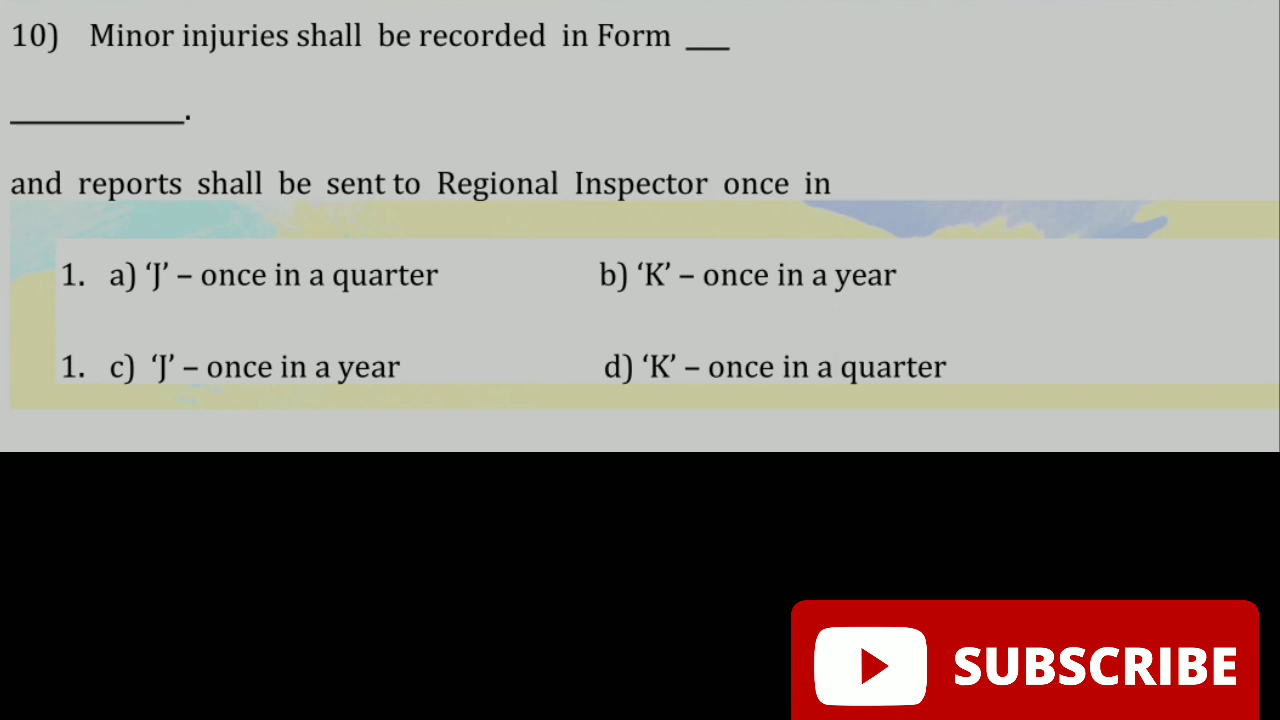 10) Minor injuries shall be recorded in Form ___
____________.
and reports shall be sent to Regional Inspector once in
1. a) ‘J’ – once in a quarter b) ‘K’ – once in a year
1. c) ‘J’ – once in a year d) ‘K’ – once in a quarter
SUBSCRIBE